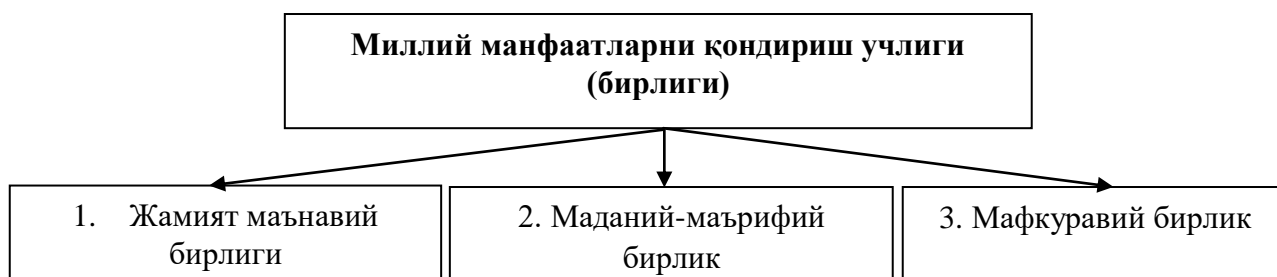 Миллий манфаатларни қондириш учлиги
(бирлиги)
1. Жамият маънавий
бирлиги
2. Маданий-маърифий
бирлик
3. Мафкуравий бирлик